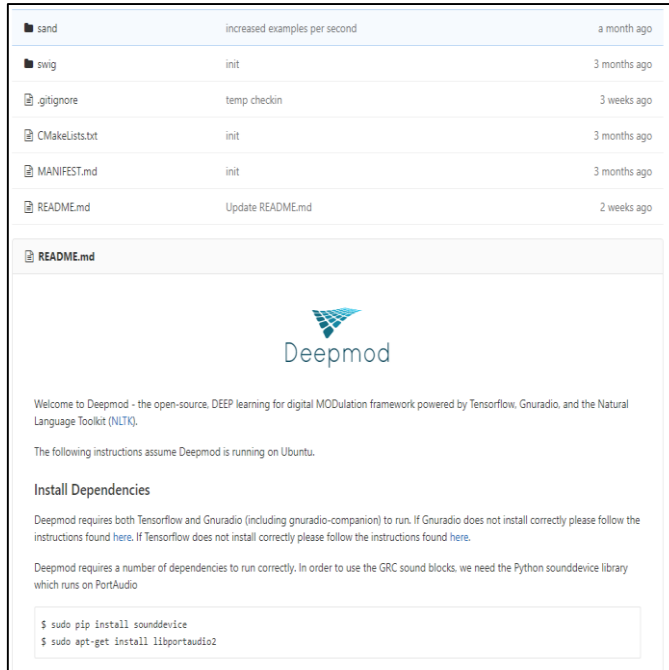 sand increased examples per second a month ago
swig init 3 months ago
.gitignore temp checkin 3 weeks ago
CMakeLists.txt init 3 months ago
MANIFEST.md init 3 months ago
README.md Update README.md 2 weeks ago
README.md
Deepmod
Welcome to Deepmod - the open-source, DEEP learning for digital MODulation framework powered by Tensorflow, Gnuradio, and the Natural
Language Toolkit (NLTK).
The following instructions assume Deepmod is running on Ubuntu.
Install Dependencies
Deepmod requires both Tensorflow and Gnuradio (including gnuradio-companion) to run. If Gnuradio does not install correctly please follow the
instructions found here. If Tensorflow does not install correctly please follow the instructions found here.
Deepmod requires a number of dependencies to run correctly. In order to use the GRC sound blocks, we need the Python sounddevice library
which runs on PortAudio
$ sudo pip install sounddevice
$ sudo apt-get install libportaudio2